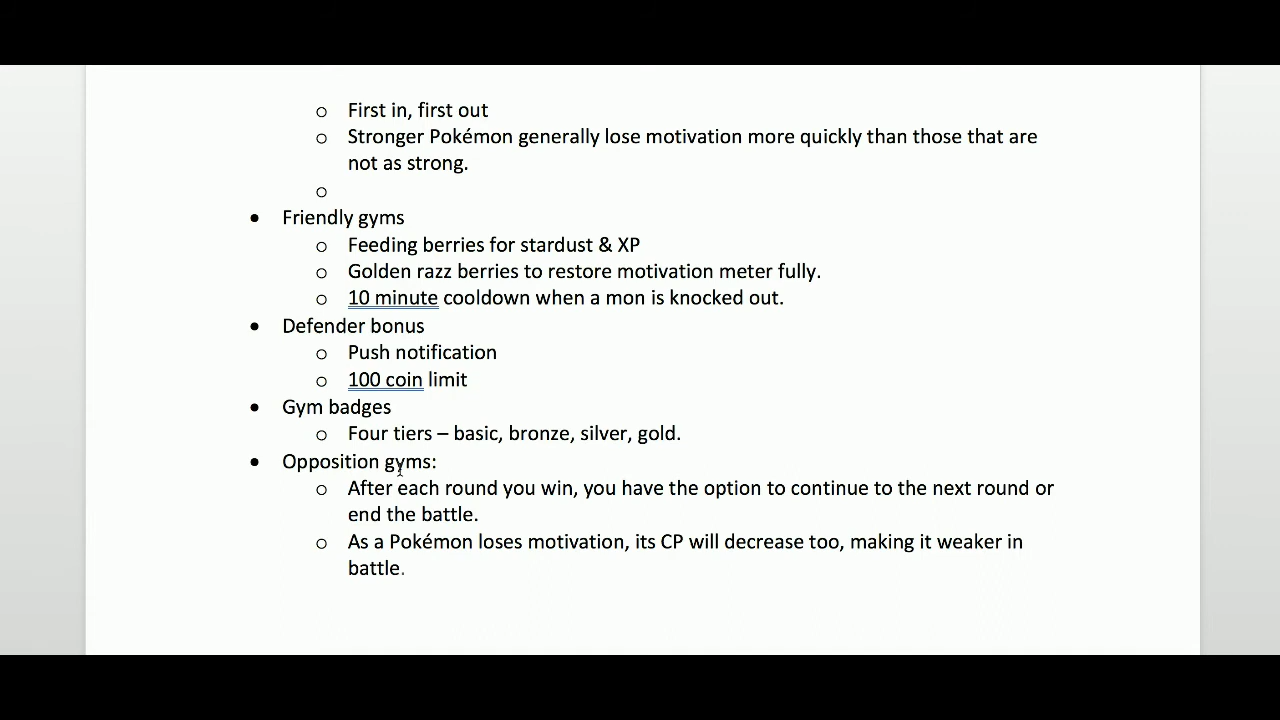 o First in, first out
o Stronger Pokémon generally lose motivation more quickly than those that are
not as strong.
o
• Friendly gyms
o Feeding berries for stardust & XP
o Golden razz berries to restore motivation meter fully.
o 10 minute cooldown when a mon is knocked out.
• Defender bonus
o Push notification
o 100 coin limit
• Gym badges
o Four tiers – basic, bronze, silver, gold.
• Opposition gyms:
o After each round you win, you have the option to continue to the next round or
end the battle.
o As a Pokémon loses motivation, its CP will decrease too, making it weaker in
battle.